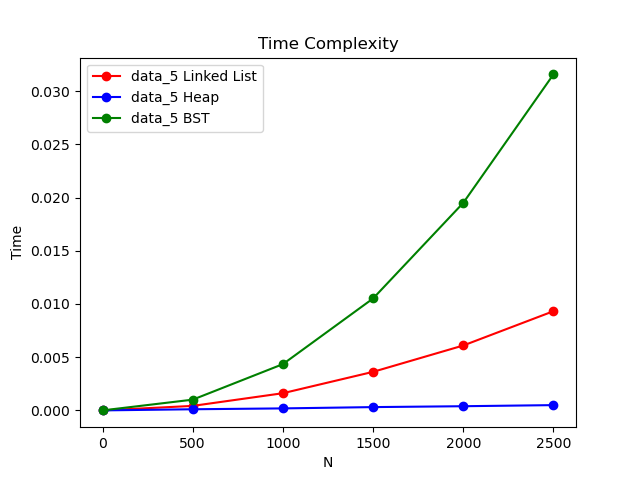 Time Complexity
data_5 Linked List
data_5 Heap
data_5 BST
Time
0.030
0.025
0.020
0.015
0.010
0.005
0.000
0 500 1000 1500 2000 2500
N